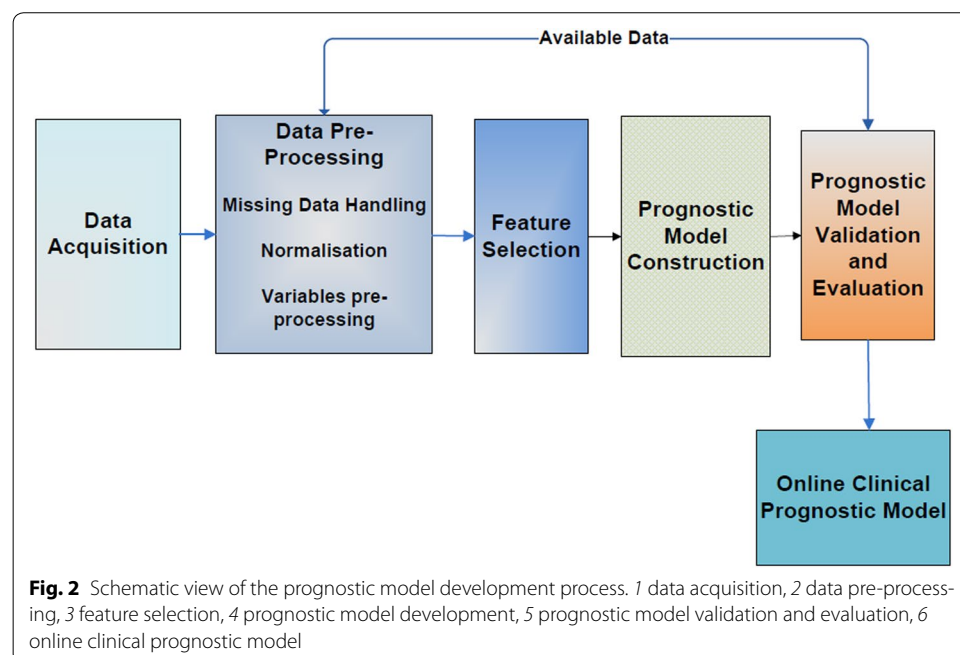 Available Data
Data
Acquisition
Data Pre-
Processing
Missing Data Handling
Normalisation
Variables pre-
processing
Feature
Selection
Prognostic
Model
Construction
Prognostic
Model
Validation
and
Evaluation
Online Clinical
Prognostic Model
Fig. 2 Schematic view of the prognostic model development process. 1 data acquisition, 2 data pre-process-
ing, 3 feature selection, 4 prognostic model development, 5 prognostic model validation and evaluation, 6
online clinical prognostic model